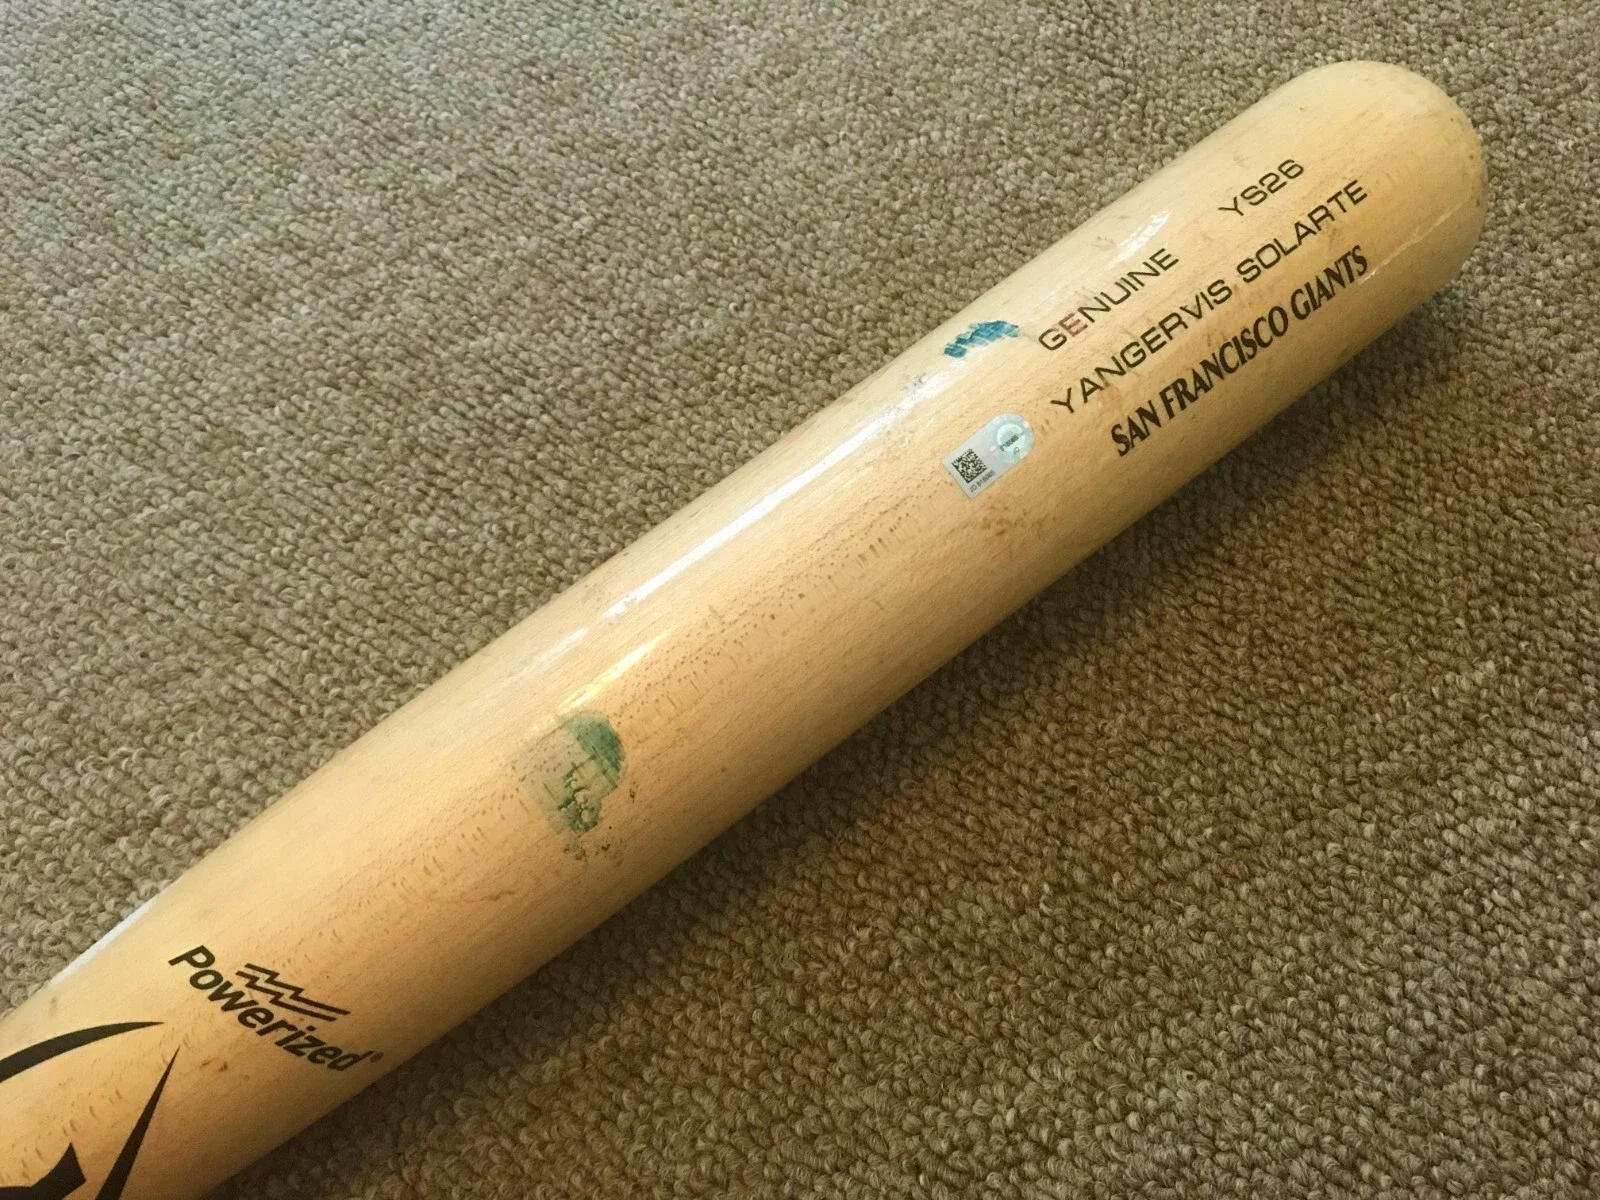 GENUINE YS26
YANGERVIS SOLARTE
SAN FRANCISCO GIANTS
Powerized®